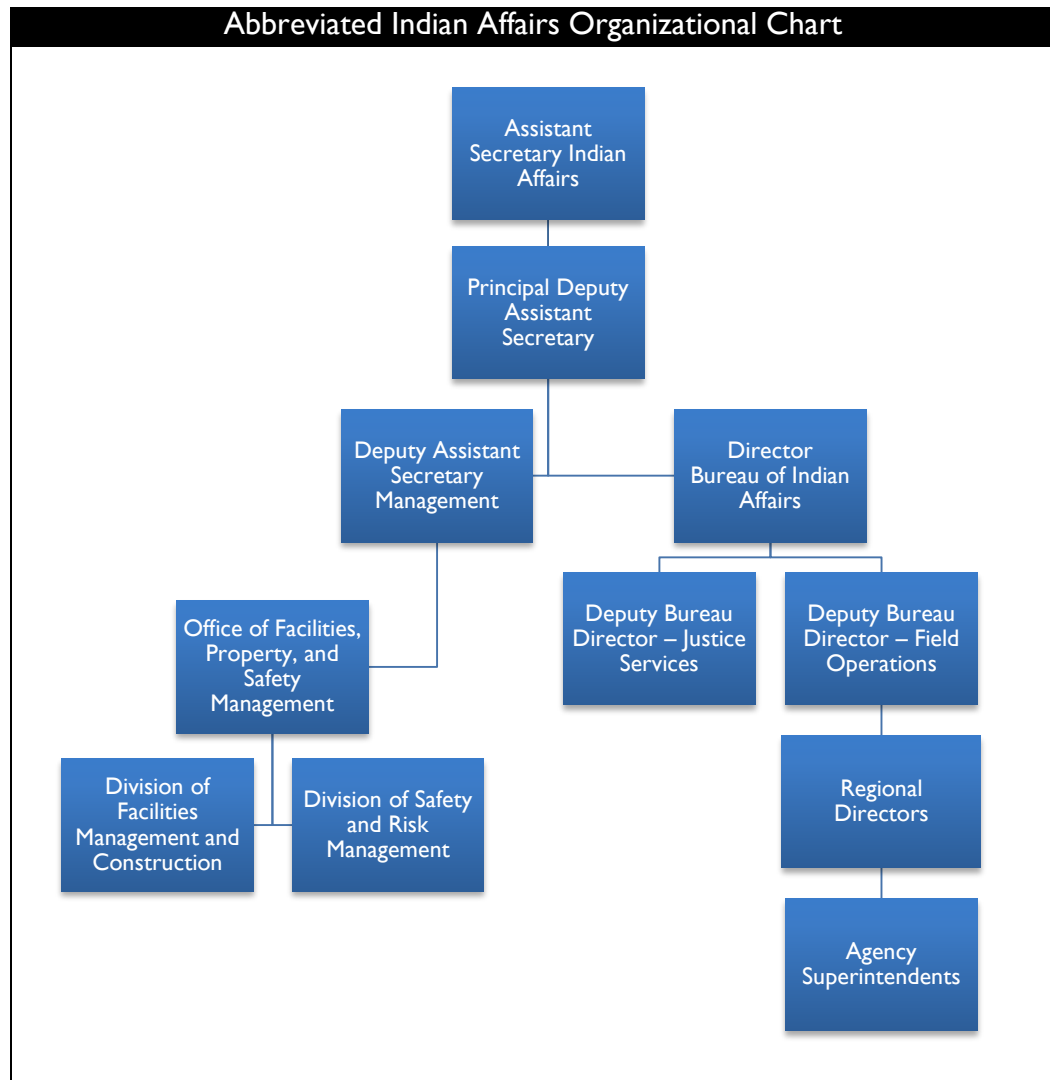 Abbreviated Indian Affairs Organizational Chart
Assistant
Secretary Indian
Affairs
Principal Deputy
Assistant
Secretary
Deputy Assistant
Secretary
Management
Director
Bureau of Indian
Affairs
Office of Facilities,
Property, and
Safety
Management
Deputy Bureau
Director – Justice
Services
Deputy Bureau
Director – Field
Operations
Division of
Facilities
Management and
Construction
Division of Safety
and Risk
Management
Regional
Directors
Agency
Superintendents